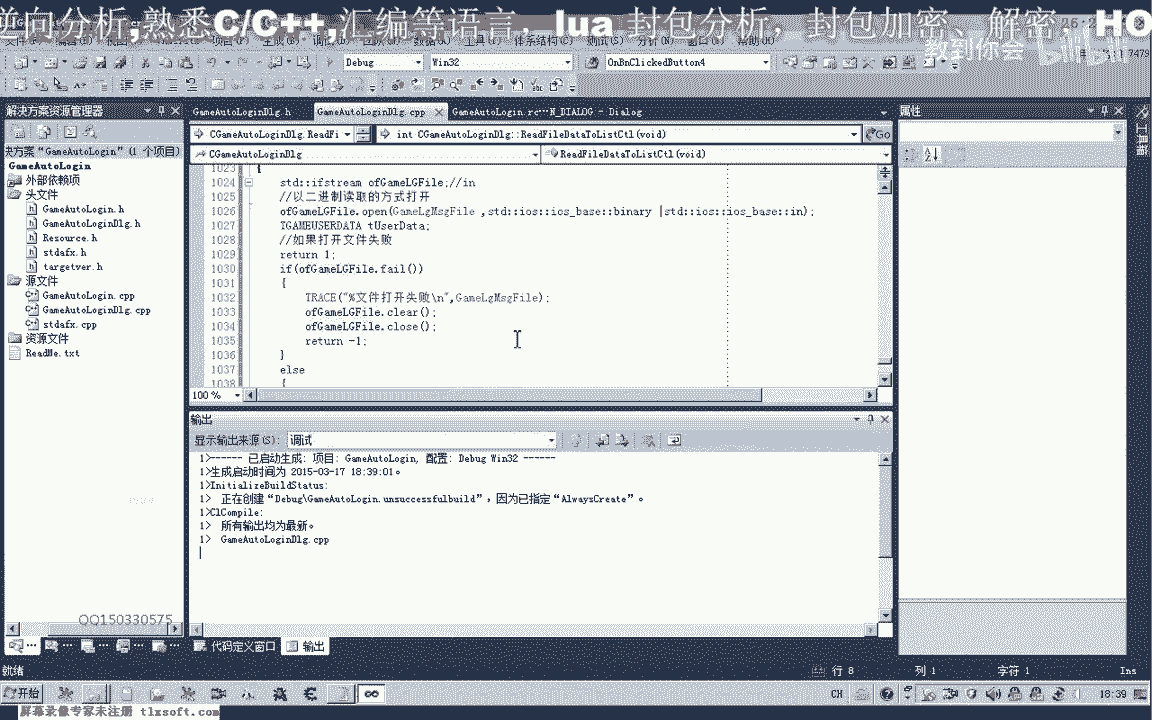 逆向分析,熟悉C/C++,汇编等语言, lua 封包分析，封包加密、解密，HO
教到你会
7479
Debug
Win32
OnBnClickedButton4
解决方案资源管理器
GameAutoLoginDlg.h
GameAutoLoginDlg.cpp
GameAutoLogin.rc…N_DIALOG - Dialog
属性
工具箱
CGameAutoLoginDlg.ReadFi
int CGameAutoLoginDlg::ReadFileDataToListCtl(void)
Go
CGameAutoLoginDlg
ReadFileDataToListCtl(void)
决方案“GameAutoLogin”(1 个项目)
GameAutoLogin
外部依赖项
头文件
GameAutoLogin.h
GameAutoLoginDlg.h
Resource.h
stdafx.h
targetver.h
源文件
GameAutoLogin.cpp
GameAutoLoginDlg.cpp
stdafx.cpp
资源文件
ReadMe.txt
1023 {
1024 std::ifstream ofGameLGFile;//in
1025 //以二进制读取的方式打开
1026 ofGameLGFile.open(GameLgMsgFile ,std::ios::ios_base::binary |std::ios::ios_base::in);
1027 TGAMEUSERDATA tUserData;
1028 //如果打开文件失败
1029 return 1;
1030 if(ofGameLGFile.fail())
1031 {
1032 TRACE("%文件打开失败\n",GameLgMsgFile);
1033 ofGameLGFile.clear();
1034 ofGameLGFile.close();
1035 return -1;
1036 }
1037 else
1038 {
100 %
输出
显示输出来源(S): 调试
1>------ 已启动生成: 项目: GameAutoLogin, 配置: Debug Win32 ------
1>生成启动时间为 2015-03-17 18:39:01。
1>InitializeBuildStatus:
1> 正在创建“Debug\GameAutoLogin.unsuccessfulbuild”，因为已指定“AlwaysCreate”。
1>ClCompile:
1> 所有输出均为最新。
1> GameAutoLoginDlg.cpp
QQ150330575
代码定义窗口
输出
就绪
行 8
列 1
字符 1
Ins
开始
CH
18:39
屏幕录像专家未注册 tlxsoft.com